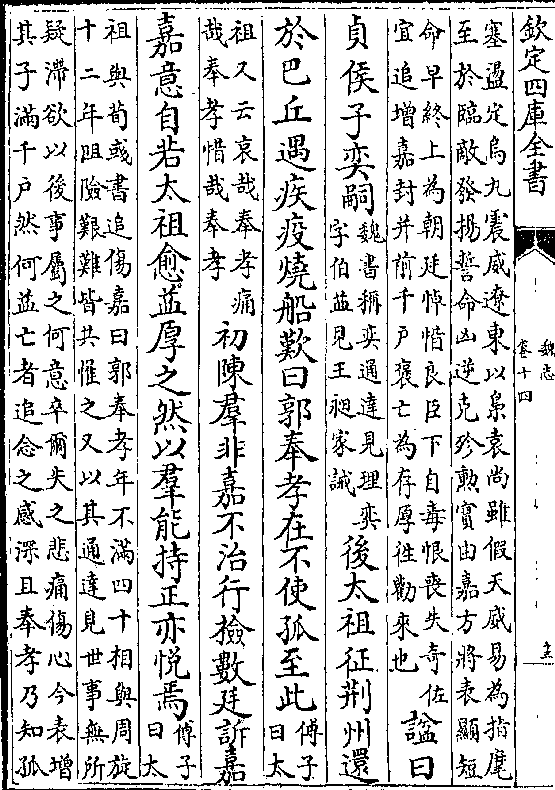 欽定四庫全書
魏志
卷十四
塞盪定烏九震威遼東以梟袁尚雖假天威易為指麾
至於臨敵發揚誓命凶逆克殄勲實由嘉方將表顯短
命早終上為朝廷悼惜良臣下自毒恨喪失奇佐
宜追增嘉封并前千戸褒亡為存厚徃勸來也
諡曰
貞侯子奕嗣
魏書稱奕通達見理奕
字伯益見王昶家誡
後太祖征荆州還
於巴丘遇疾疫燒船歎曰郭奉孝在不使孤至此
傅子
曰太
祖又云哀哉奉孝痛
哉奉孝惜哉奉孝
初陳羣非嘉不治行檢數廷訴嘉
嘉意自若太祖愈益厚之然以羣能持正亦悦焉
傅子
曰太
祖與荀彧書追傷嘉曰郭奉孝年不滿四十相與周旋
十二年阻險艱難皆共罹之又以其通達見世事無所
疑滯欲以後事屬之何意卒爾失之悲痛傷心今表增
其子滿千戸然何益亡者追念之感深且奉孝乃知孤